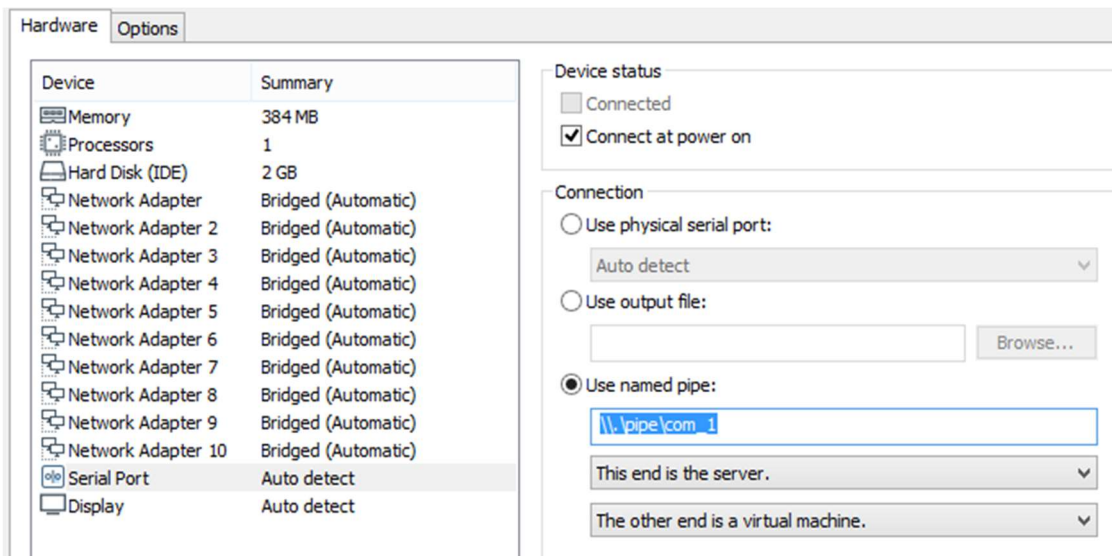 Hardware
Options
Device Summary
Memory 384 MB
Processors 1
Hard Disk (IDE) 2 GB
Network Adapter Bridged (Automatic)
Network Adapter 2 Bridged (Automatic)
Network Adapter 3 Bridged (Automatic)
Network Adapter 4 Bridged (Automatic)
Network Adapter 5 Bridged (Automatic)
Network Adapter 6 Bridged (Automatic)
Network Adapter 7 Bridged (Automatic)
Network Adapter 8 Bridged (Automatic)
Network Adapter 9 Bridged (Automatic)
Network Adapter 10 Bridged (Automatic)
Serial Port Auto detect
Display Auto detect
Device status
Connected
Connect at power on
Connection
Use physical serial port:
Auto detect
Use output file:
Browse...
Use named pipe:
\\.\pipe\com_1
This end is the server.
The other end is a virtual machine.